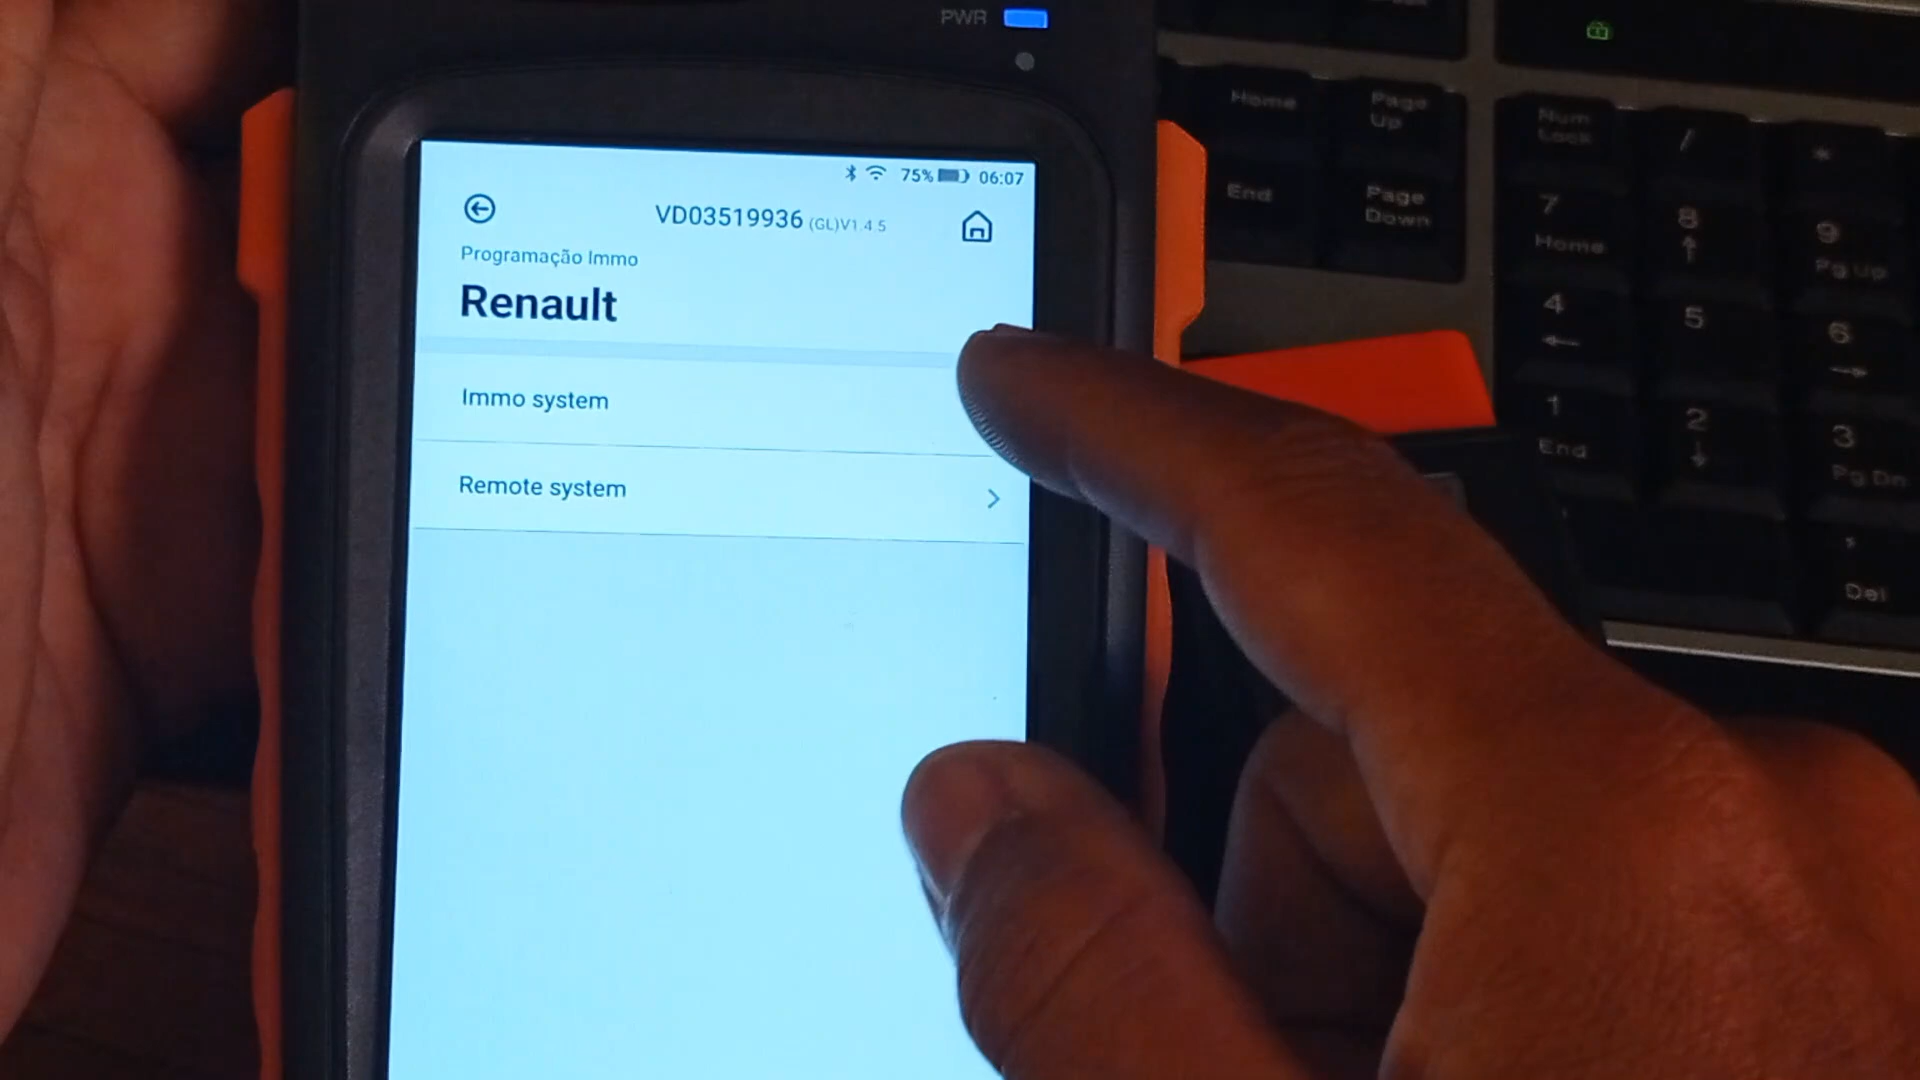 PWR
75% 06:07
VD03519936 (GL)V1.4.5
Programação Immo
Renault
Immo system
Remote system
Home
Page Up
End
Page Down
Num Lock
/
*
7 Home
8
9 Pg Up
4
5
6
1 End
2
3 Pg Dn
Del